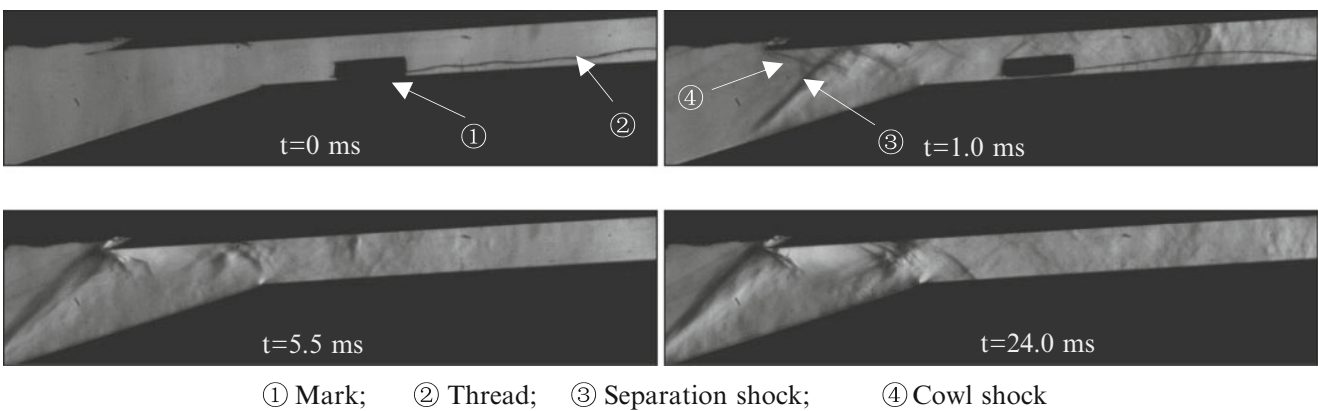 ① ②
t=0 ms
④ ③
t=1.0 ms
t=5.5 ms
t=24.0 ms
① Mark; ② Thread; ③ Separation shock; ④ Cowl shock